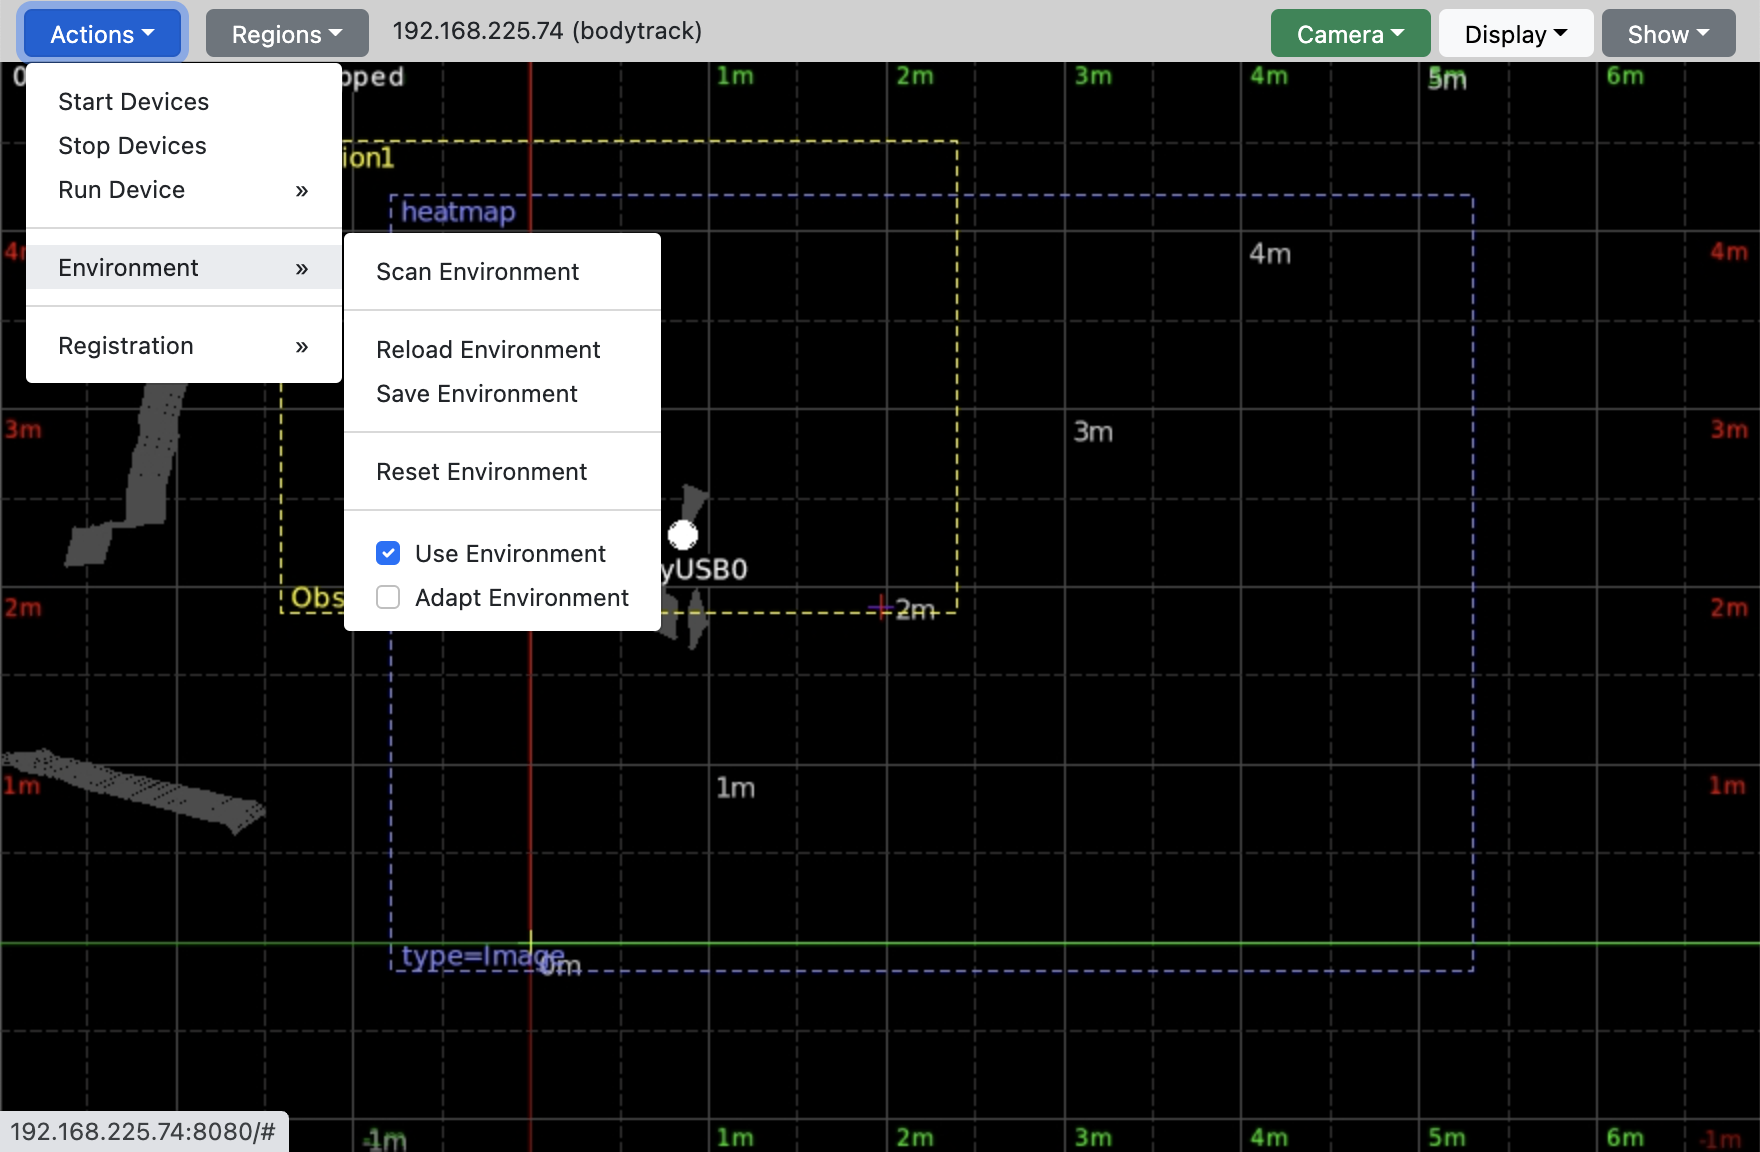 Actions
Regions
192.168.225.74 (bodytrack)
Camera
Display
Show
0
pped
1m
2m
3m
4m
5m
5m
6m
Start Devices
Stop Devices
Run Device »
Environment »
Registration »
ion1
heatmap
Scan Environment
Reload Environment
Save Environment
Reset Environment
Use Environment
Adapt Environment
4m
4m
3m
3m
3m
yUSB0
Obs
2m
2m
2m
1m
1m
1m
type=Image
0m
192.168.225.74:8080/#
-1m
1m
2m
3m
4m
5m
6m
-1m